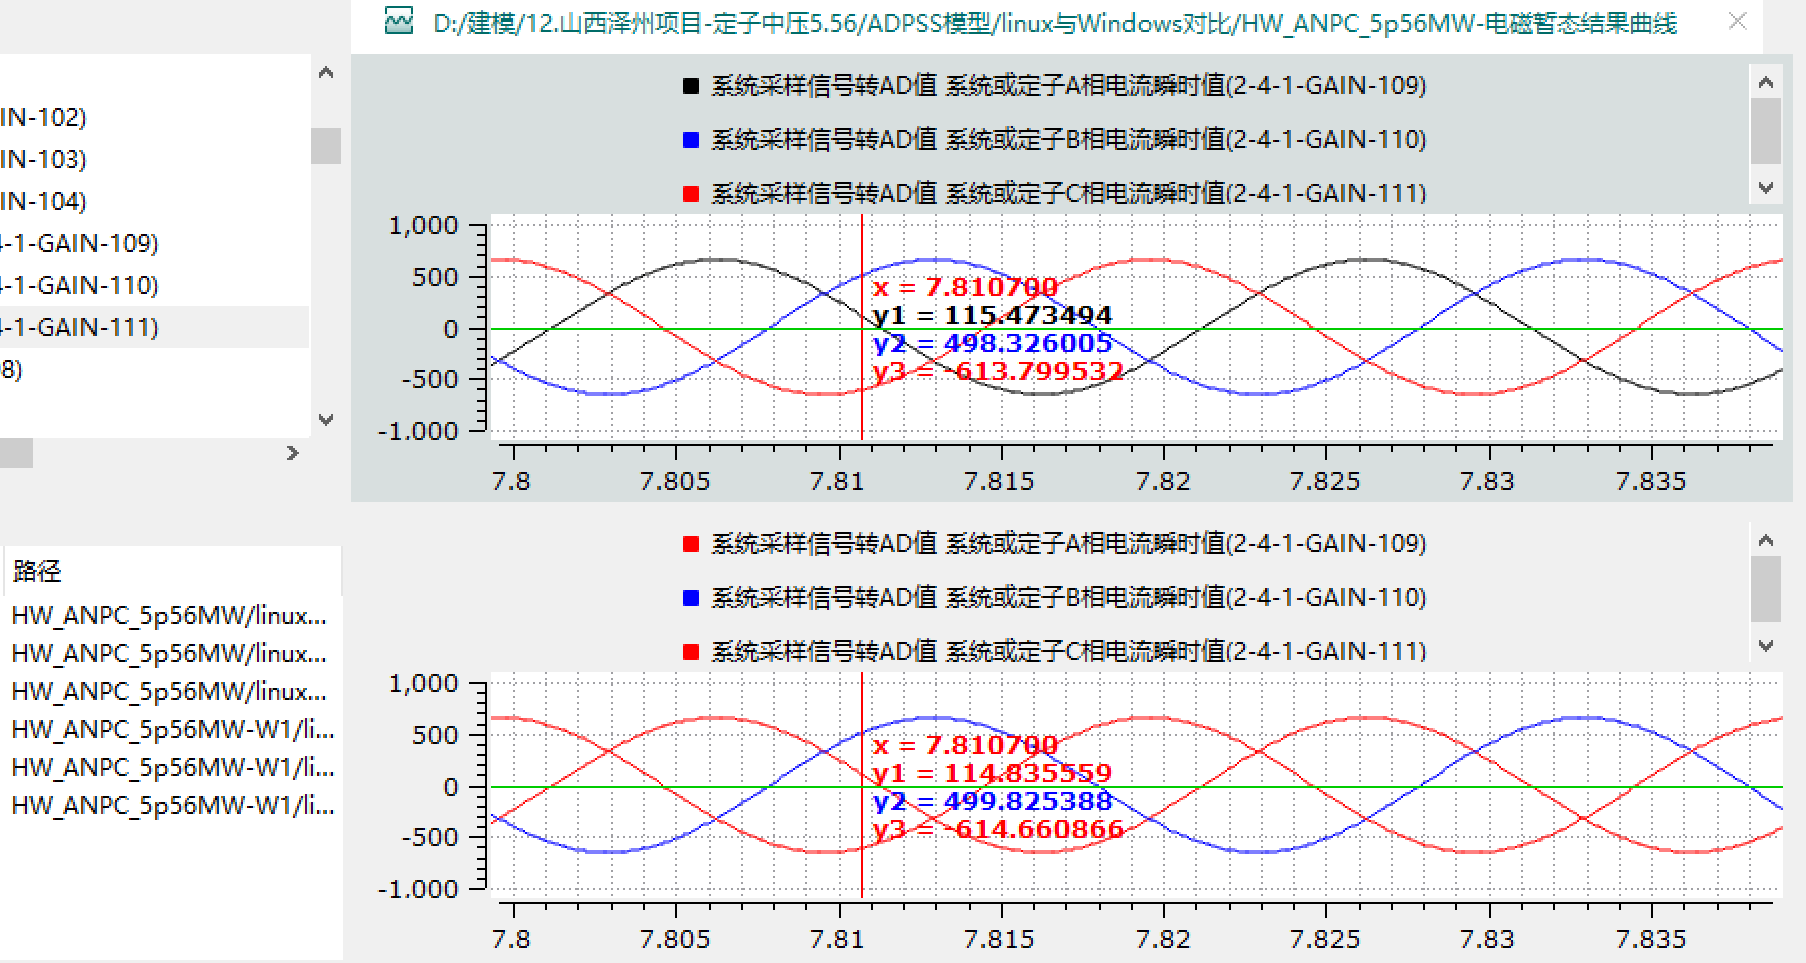 D:/建模/12.山西泽州项目-定子中压5.56/ADPSS模型/linux与Windows对比/HW_ANPC_5p56MW-电磁暂态结果曲线
IN-102)
IN-103)
IN-104)
4-1-GAIN-109)
4-1-GAIN-110)
4-1-GAIN-111)
98)
路径
HW_ANPC_5p56MW/linux...
HW_ANPC_5p56MW/linux...
HW_ANPC_5p56MW/linux...
HW_ANPC_5p56MW-W1/li...
HW_ANPC_5p56MW-W1/li...
HW_ANPC_5p56MW-W1/li...
系统采样信号转AD值 系统或定子A相电流瞬时值(2-4-1-GAIN-109)
系统采样信号转AD值 系统或定子B相电流瞬时值(2-4-1-GAIN-110)
系统采样信号转AD值 系统或定子C相电流瞬时值(2-4-1-GAIN-111)
1,000
500
0
-500
-1.000
x = 7.810700
y1 = 115.473494
y2 = 498.326005
y3 = -613.799532
7.8 7.805 7.81 7.815 7.82 7.825 7.83 7.835
系统采样信号转AD值 系统或定子A相电流瞬时值(2-4-1-GAIN-109)
系统采样信号转AD值 系统或定子B相电流瞬时值(2-4-1-GAIN-110)
系统采样信号转AD值 系统或定子C相电流瞬时值(2-4-1-GAIN-111)
1,000
500
0
-500
-1.000
x = 7.810700
y1 = 114.835559
y2 = 499.825388
y3 = -614.660866
7.8 7.805 7.81 7.815 7.82 7.825 7.83 7.835